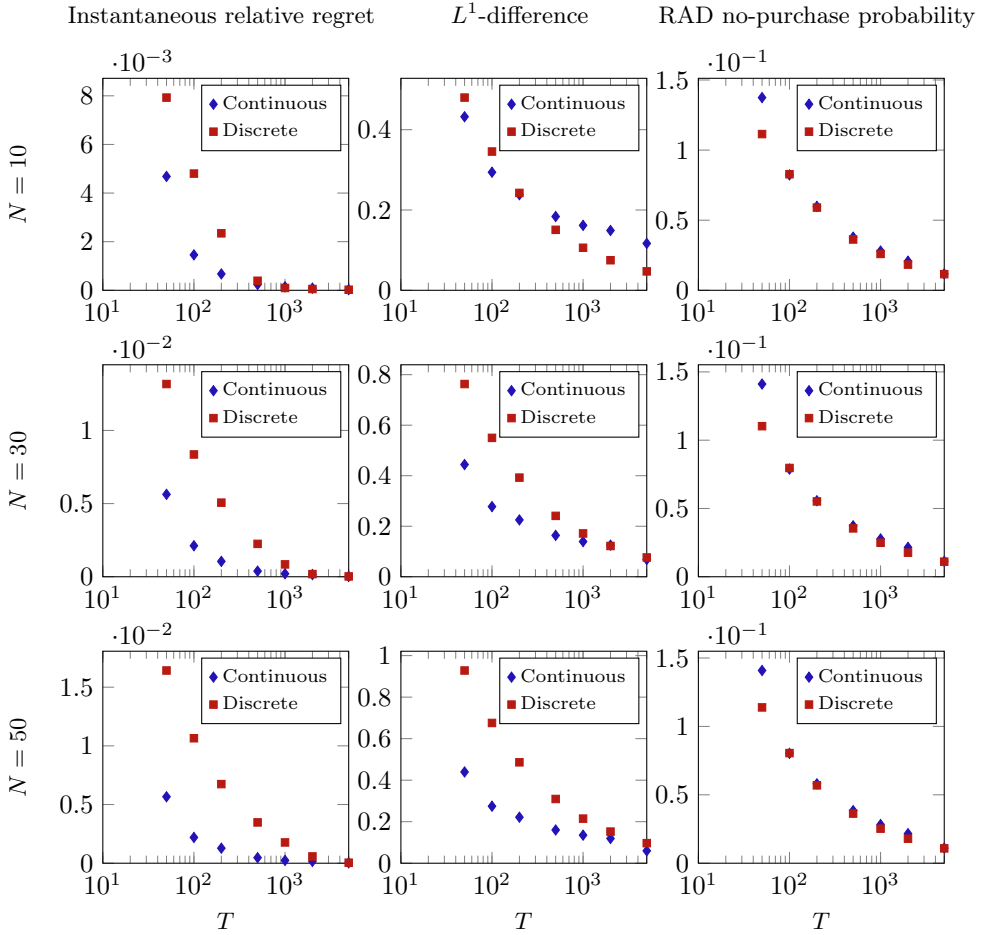 Instantaneous relative regret
L¹-difference
RAD no-purchase probability
N = 10
·10⁻³
8
6
4
2
0
10¹
10²
10³
Continuous
Discrete
0.4
0.2
0
10¹
10²
10³
Continuous
Discrete
·10⁻¹
1.5
1
0.5
0
10¹
10²
10³
Continuous
Discrete
N = 30
·10⁻²
1
0.5
0
10¹
10²
10³
Continuous
Discrete
0.8
0.6
0.4
0.2
0
10¹
10²
10³
Continuous
Discrete
·10⁻¹
1.5
1
0.5
0
10¹
10²
10³
Continuous
Discrete
N = 50
·10⁻²
1.5
1
0.5
0
10¹
10²
10³
Continuous
Discrete
T
1
0.8
0.6
0.4
0.2
0
10¹
10²
10³
Continuous
Discrete
T
·10⁻¹
1.5
1
0.5
0
10¹
10²
10³
Continuous
Discrete
T